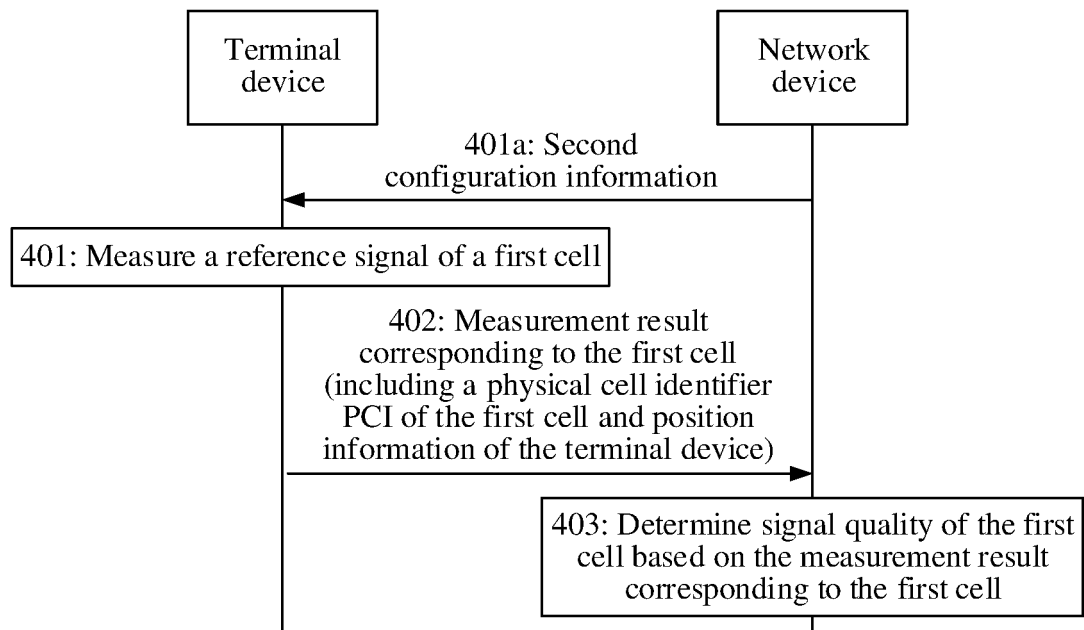 Terminal
device
Network
device
401a: Second
configuration information
401: Measure a reference signal of a first cell
402: Measurement result
corresponding to the first cell
(including a physical cell identifier
PCI of the first cell and position
information of the terminal device)
403: Determine signal quality of the first
cell based on the measurement result
corresponding to the first cell